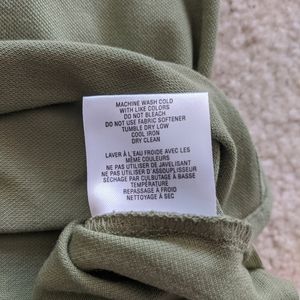 MACHINE WASH COLD
WITH LIKE COLORS
DO NOT BLEACH
DO NOT USE FABRIC SOFTENER
TUMBLE DRY LOW
COOL IRON
DRY CLEAN
LAVER À L'EAU FROIDE AVEC LES
MÊME COULEURS
NE PAS UTILISER DE JAVELISANT
NE PAS UTILISER D'ASSOUPLISSEUR
SÉCHAGE PAR CULBUTAGE À BASSE
TEMPÉRATURE
REPASSAGE À FROID
NETTOYAGE À SEC